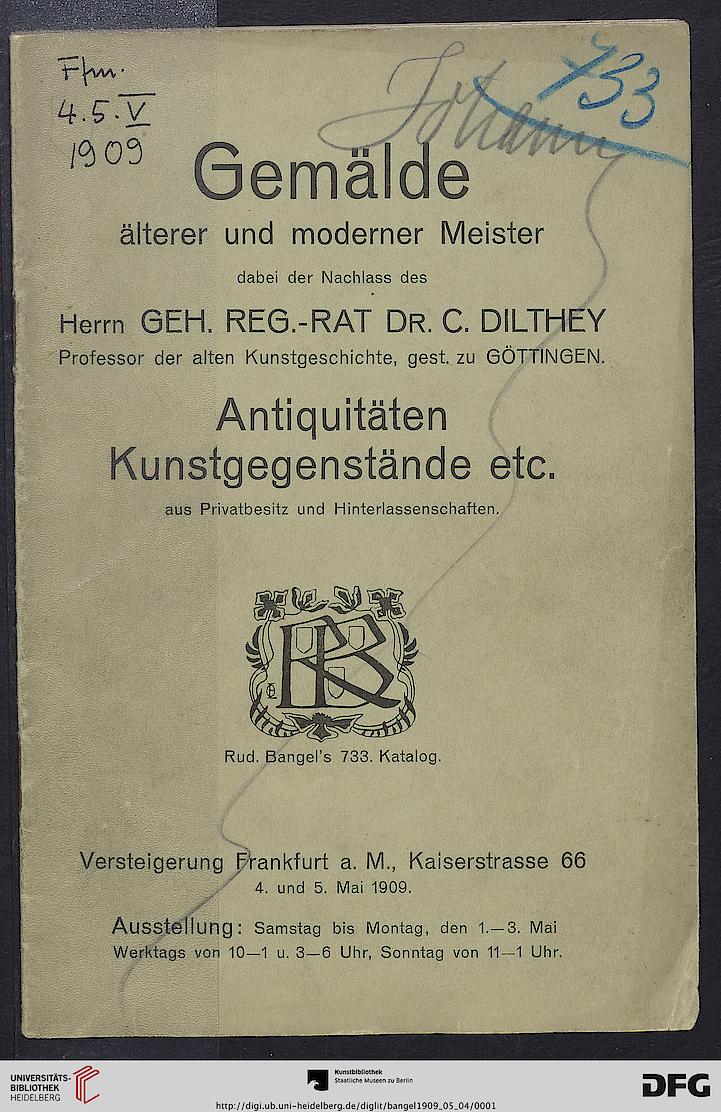 Ffm.
4.5.V
1909
733
Johann
Gemälde
älterer und moderner Meister
dabei der Nachlass des
Herrn GEH. REG.-RAT DR. C. DILTHEY
Professor der alten Kunstgeschichte, gest. zu GÖTTINGEN.
Antiquitäten
Kunstgegenstände etc.
aus Privatbesitz und Hinterlassenschaften.
RB
Rud. Bangel's 733. Katalog.
Versteigerung Frankfurt a. M., Kaiserstrasse 66
4. und 5. Mai 1909.
Ausstellung: Samstag bis Montag, den 1.—3. Mai
Werktags von 10—1 u. 3—6 Uhr, Sonntag von 11—1 Uhr.
UNIVERSITÄTS-
BIBLIOTHEK
HEIDELBERG
Kunstbibliothek
Staatliche Museen zu Berlin
DFG
http://digi.ub.uni-heidelberg.de/diglit/bangel1909_05_04/0001